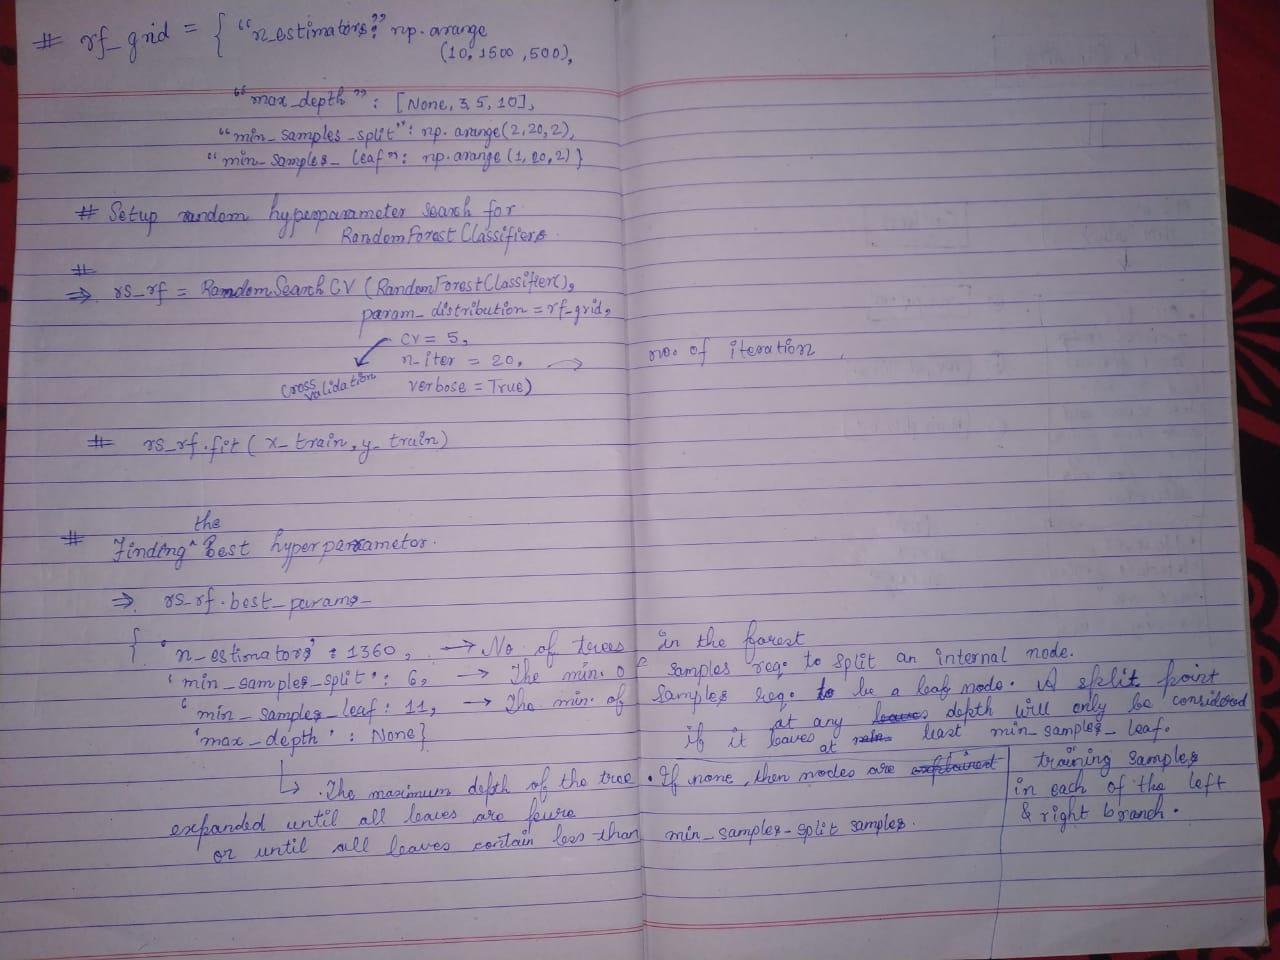 # rf_grid = { "n_estimators": np.arange
(10, 1500, 500),
"max_depth": [None, 3, 5, 10],
"min_samples_split": np.arange(2,20,2),
"min_samples_leaf": np.arange(1,20,2)}
# Setup random hyperparameter search for
RandomForestClassifiers
#
⇒ rs_rf = RandomSearchCV (RandomForestClassifier(),
param_distribution = rf_grid,
cv = 5,
n_iter = 20, → no. of iteration
cross validation verbose = True)
# rs_rf.fit(x_train, y_train)
the
# Finding ^ Best hyperparameter.
⇒ rs_rf.best_params_
{ 'n_estimators' : 1360, → No of trees in the forest
'min_samples_split' : 6, → The min. of samples req. to split an internal node.
'min_samples_leaf : 11, → The min. of samples req. to be a leaf node. A split point
at any depth will only be considered
'max_depth' : None} if it leaves at least min_samples_leaf.
training samples
in each of the left
& right branch.
↳ . The maximum depth of the tree. If none, then nodes are
expanded until all leaves are peure
or until all leaves contain less than min_samples_split samples.